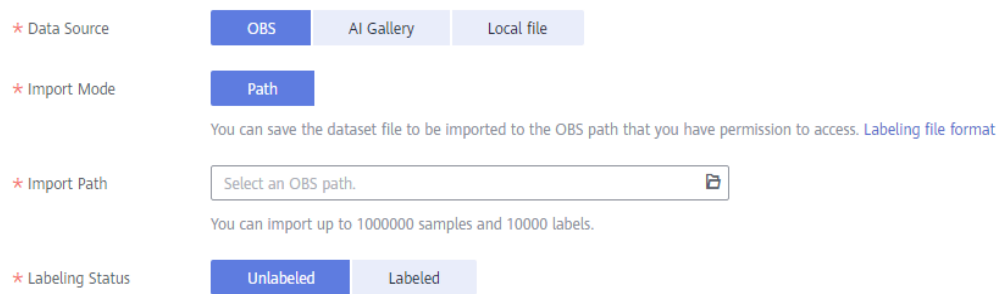 * Data Source OBS AI Gallery Local file
* Import Mode Path
You can save the dataset file to be imported to the OBS path that you have permission to access. Labeling file format
* Import Path Select an OBS path.
You can import up to 1000000 samples and 10000 labels.
* Labeling Status Unlabeled Labeled